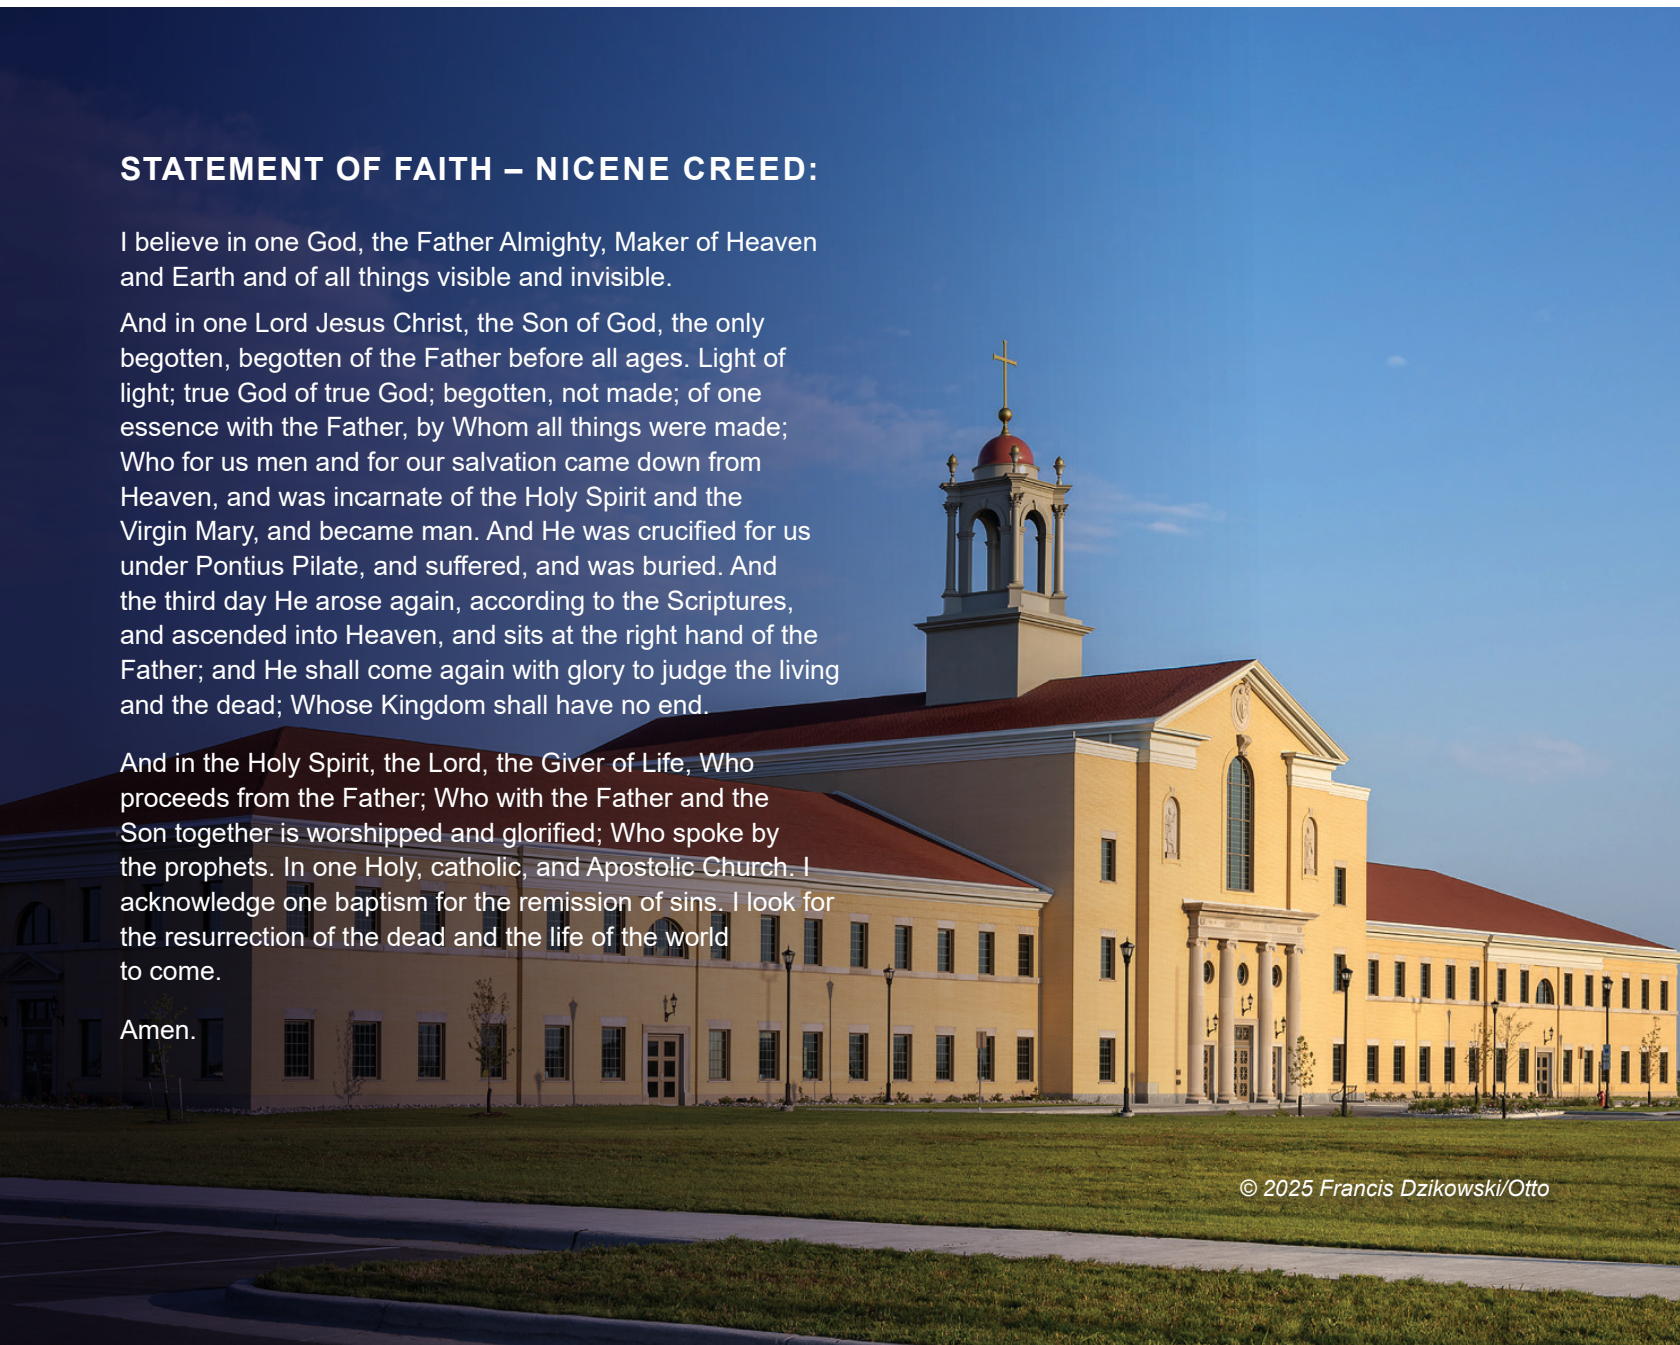 STATEMENT OF FAITH – NICENE CREED:
I believe in one God, the Father Almighty, Maker of Heaven
and Earth and of all things visible and invisible.
And in one Lord Jesus Christ, the Son of God, the only
begotten, begotten of the Father before all ages. Light of
light; true God of true God; begotten, not made; of one
essence with the Father, by Whom all things were made;
Who for us men and for our salvation came down from
Heaven, and was incarnate of the Holy Spirit and the
Virgin Mary, and became man. And He was crucified for us
under Pontius Pilate, and suffered, and was buried. And
the third day He arose again, according to the Scriptures,
and ascended into Heaven, and sits at the right hand of the
Father; and He shall come again with glory to judge the living
and the dead; Whose Kingdom shall have no end.
And in the Holy Spirit, the Lord, the Giver of Life, Who
proceeds from the Father; Who with the Father and the
Son together is worshipped and glorified; Who spoke by
the prophets. In one Holy, catholic, and Apostolic Church. I
acknowledge one baptism for the remission of sins. I look for
the resurrection of the dead and the life of the world
to come.
Amen.
© 2025 Francis Dzikowski/Otto